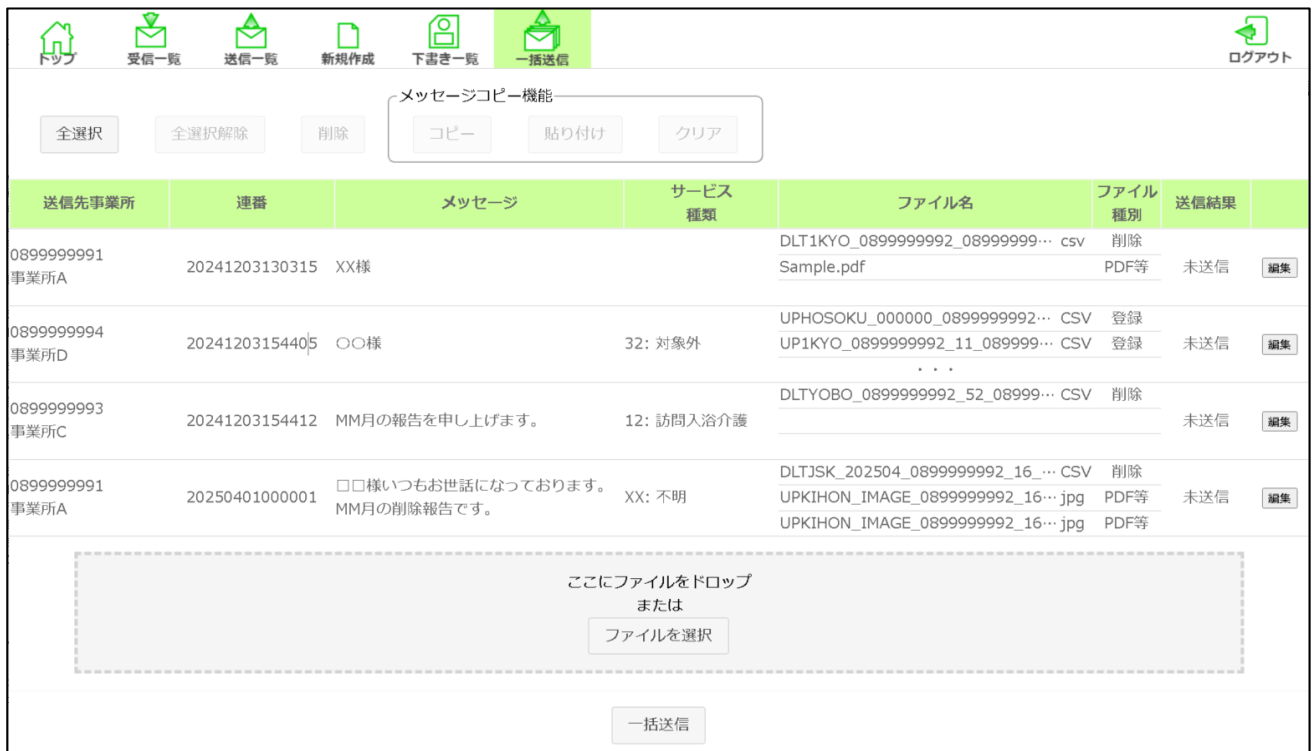 トップ
受信一覧
送信一覧
新規作成
下書き一覧
一括送信
ログアウト
メッセージコピー機能
全選択
全選択解除
削除
コピー
貼り付け
クリア
送信先事業所
連番
メッセージ
サービス
種類
ファイル名
ファイル
種別
送信結果
0899999991
事業所A
20241203130315
XX様
DLT1KYO_0899999992_08999999… csv 削除
Sample.pdf PDF等
未送信
編集
0899999994
事業所D
20241203154405
〇〇様
32: 対象外
UPHOSOKU_000000_0899999992… CSV 登録
UP1KYO_0899999992_11_089999… CSV 登録
・・・
未送信
編集
0899999993
事業所C
20241203154412
MM月の報告を申し上げます。
12: 訪問入浴介護
DLTYOBO_0899999992_52_08999… CSV 削除
未送信
編集
0899999991
事業所A
20250401000001
□□様いつもお世話になっております。
MM月の削除報告です。
XX: 不明
DLTJSK_202504_0899999992_16_… CSV 削除
UPKIHON_IMAGE_0899999992_16… jpg PDF等
UPKIHON_IMAGE_0899999992_16… jpg PDF等
未送信
編集
ここにファイルをドロップ
または
ファイルを選択
一括送信